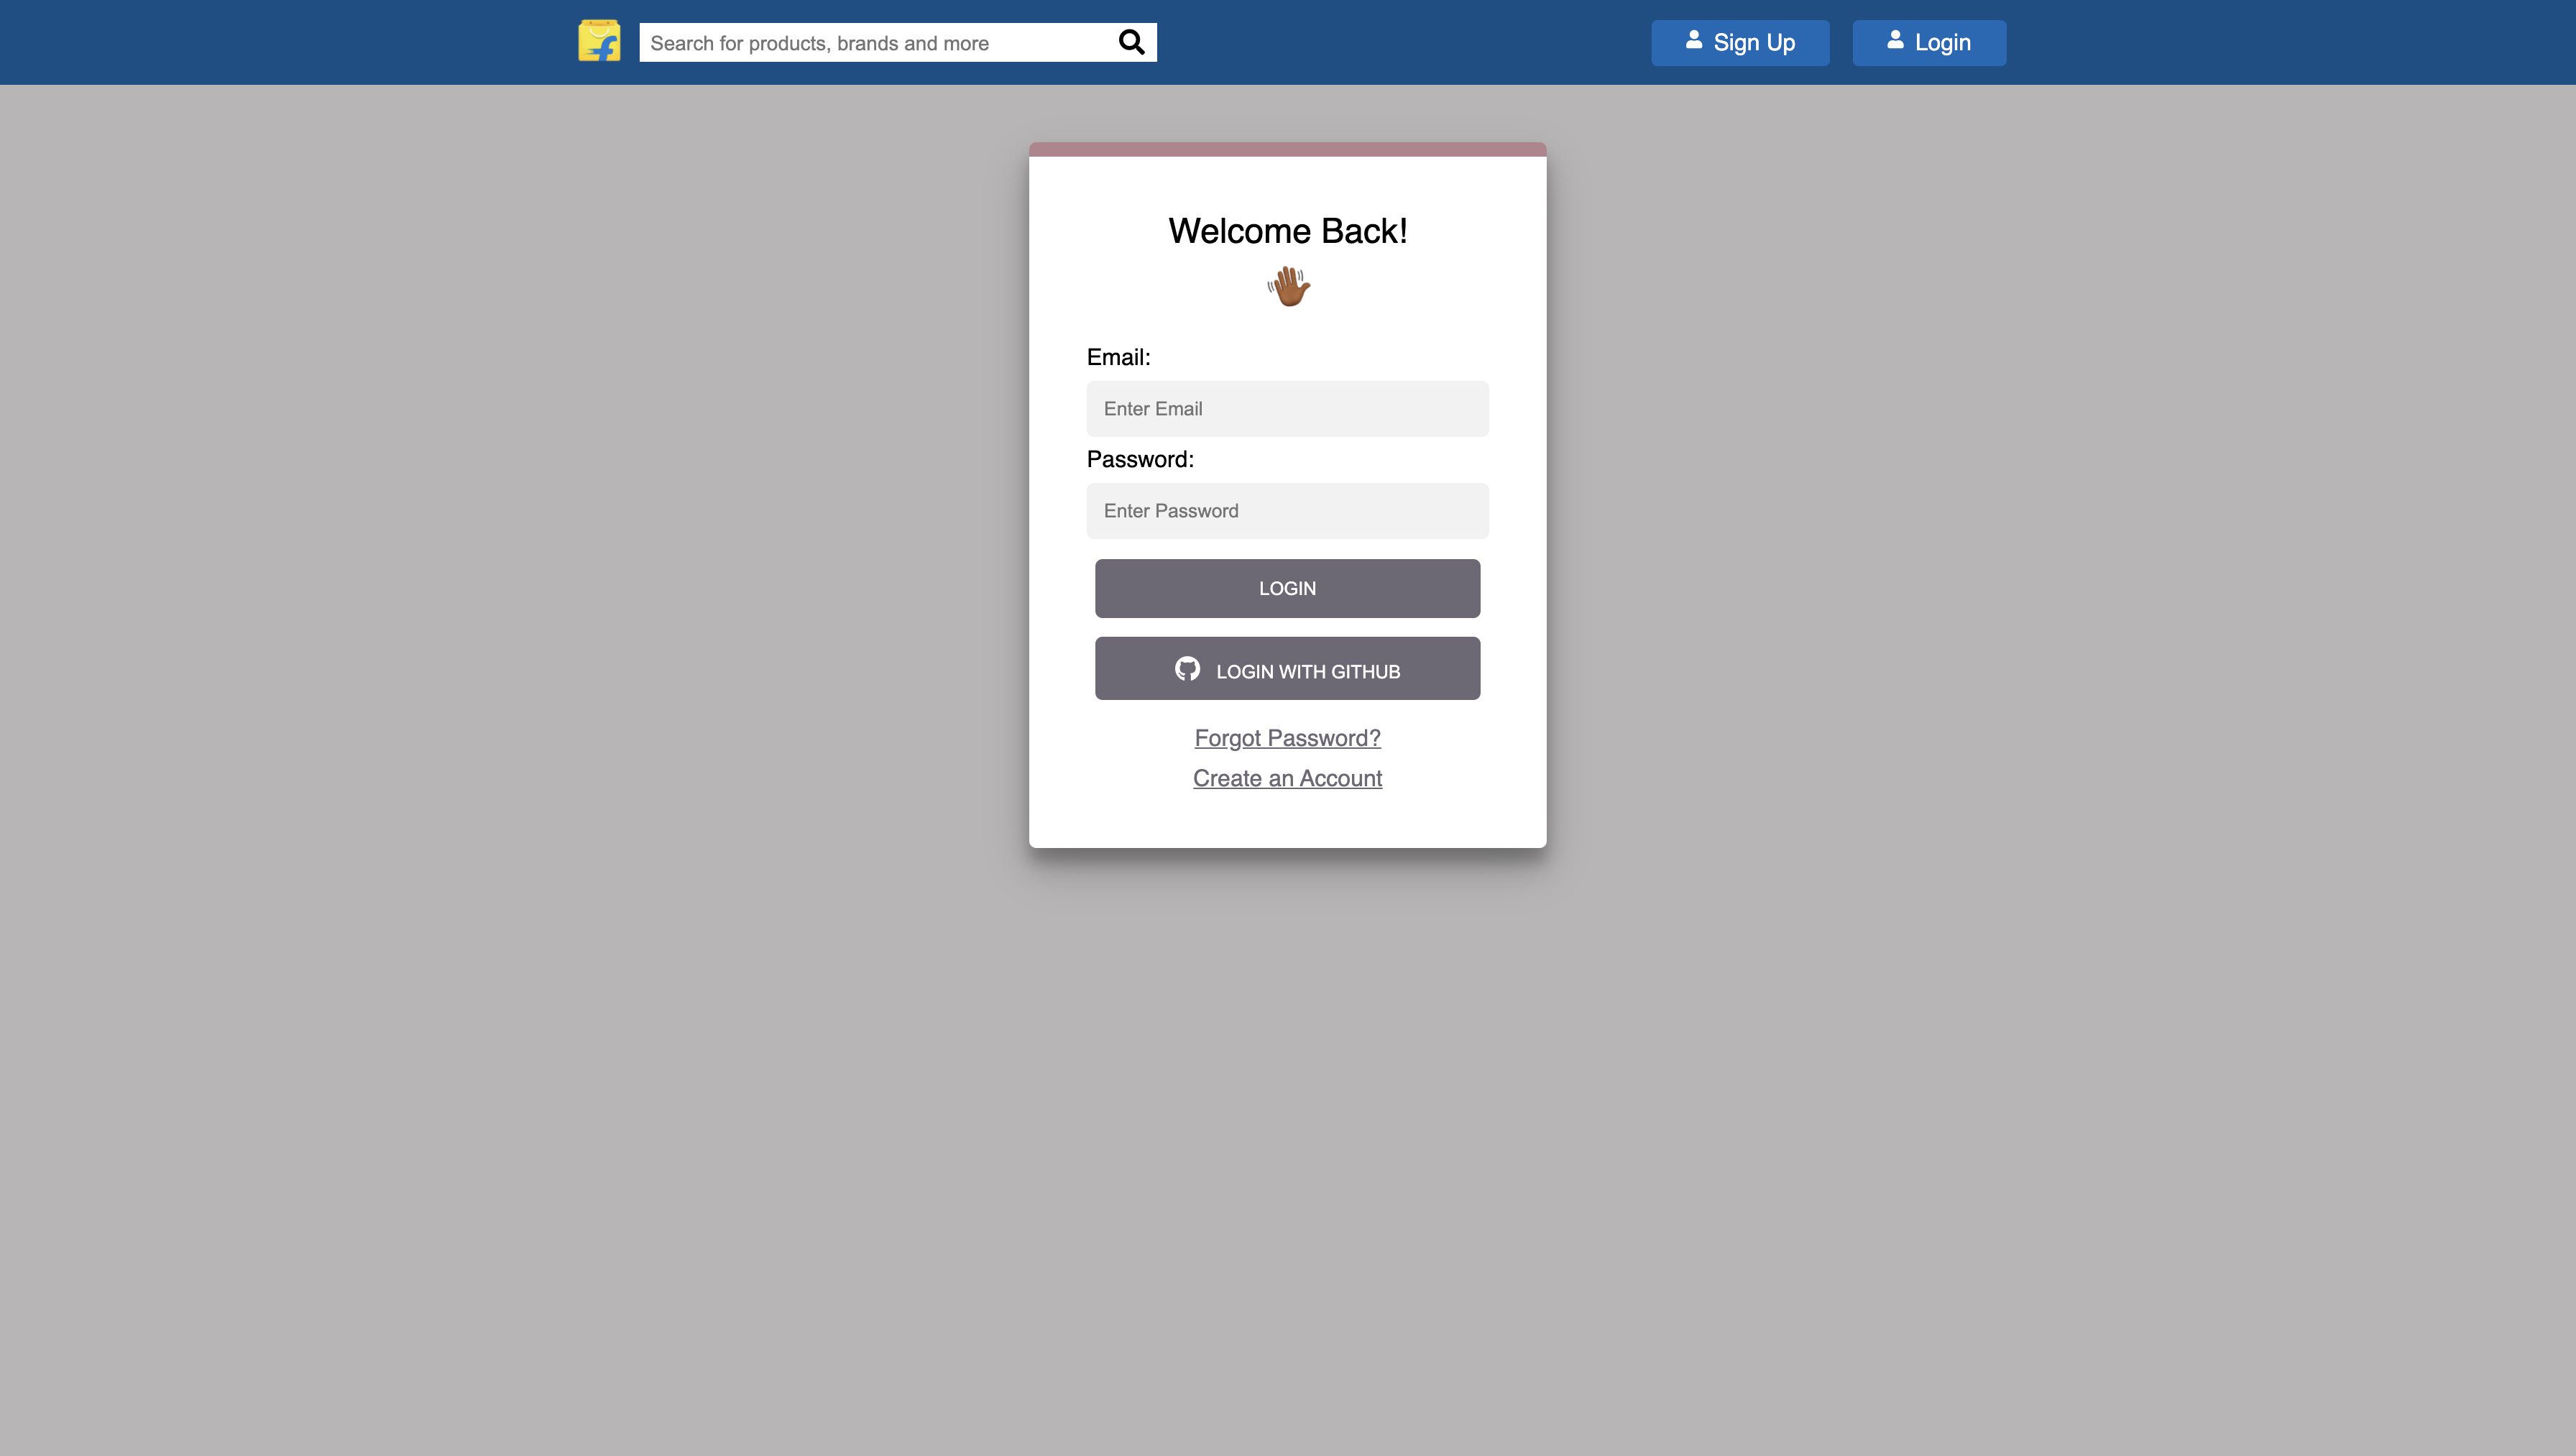 Search for products, brands and more
Sign Up
Login
Welcome Back!
Email:
Enter Email
Password:
Enter Password
LOGIN
LOGIN WITH GITHUB
Forgot Password?
Create an Account